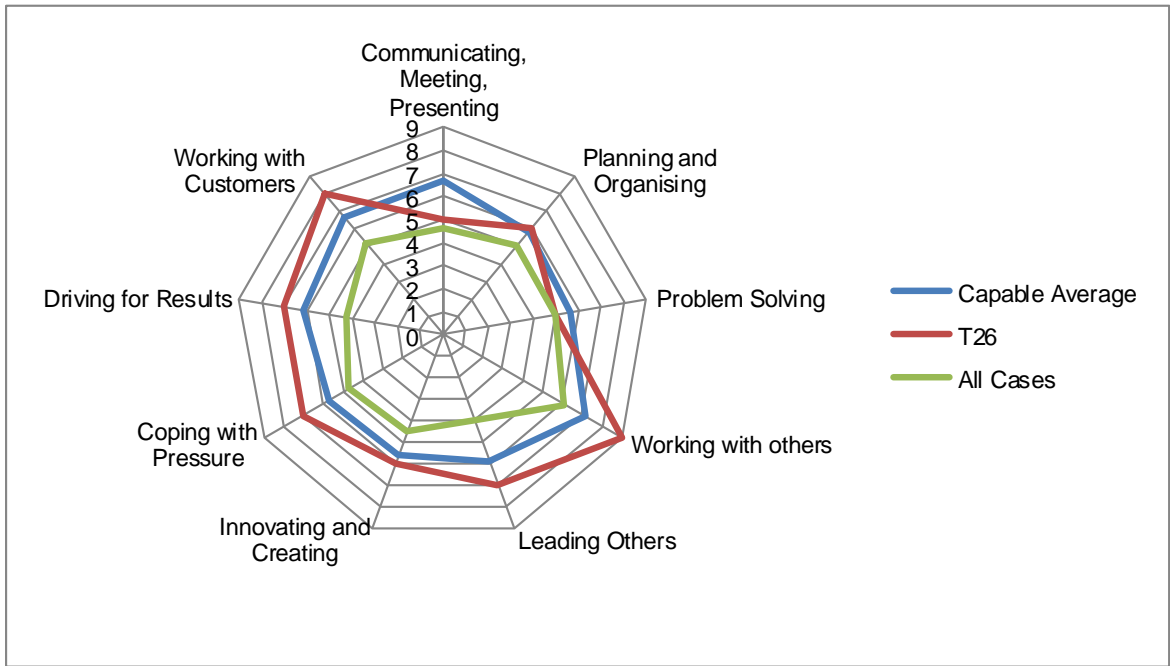 Communicating,
Meeting,
Presenting
9
8
7
6
5
4
3
2
1
0
Planning and
Organising
Problem Solving
Working with others
Leading Others
Innovating and
Creating
Coping with
Pressure
Driving for Results
Working with
Customers
Capable Average
T26
All Cases